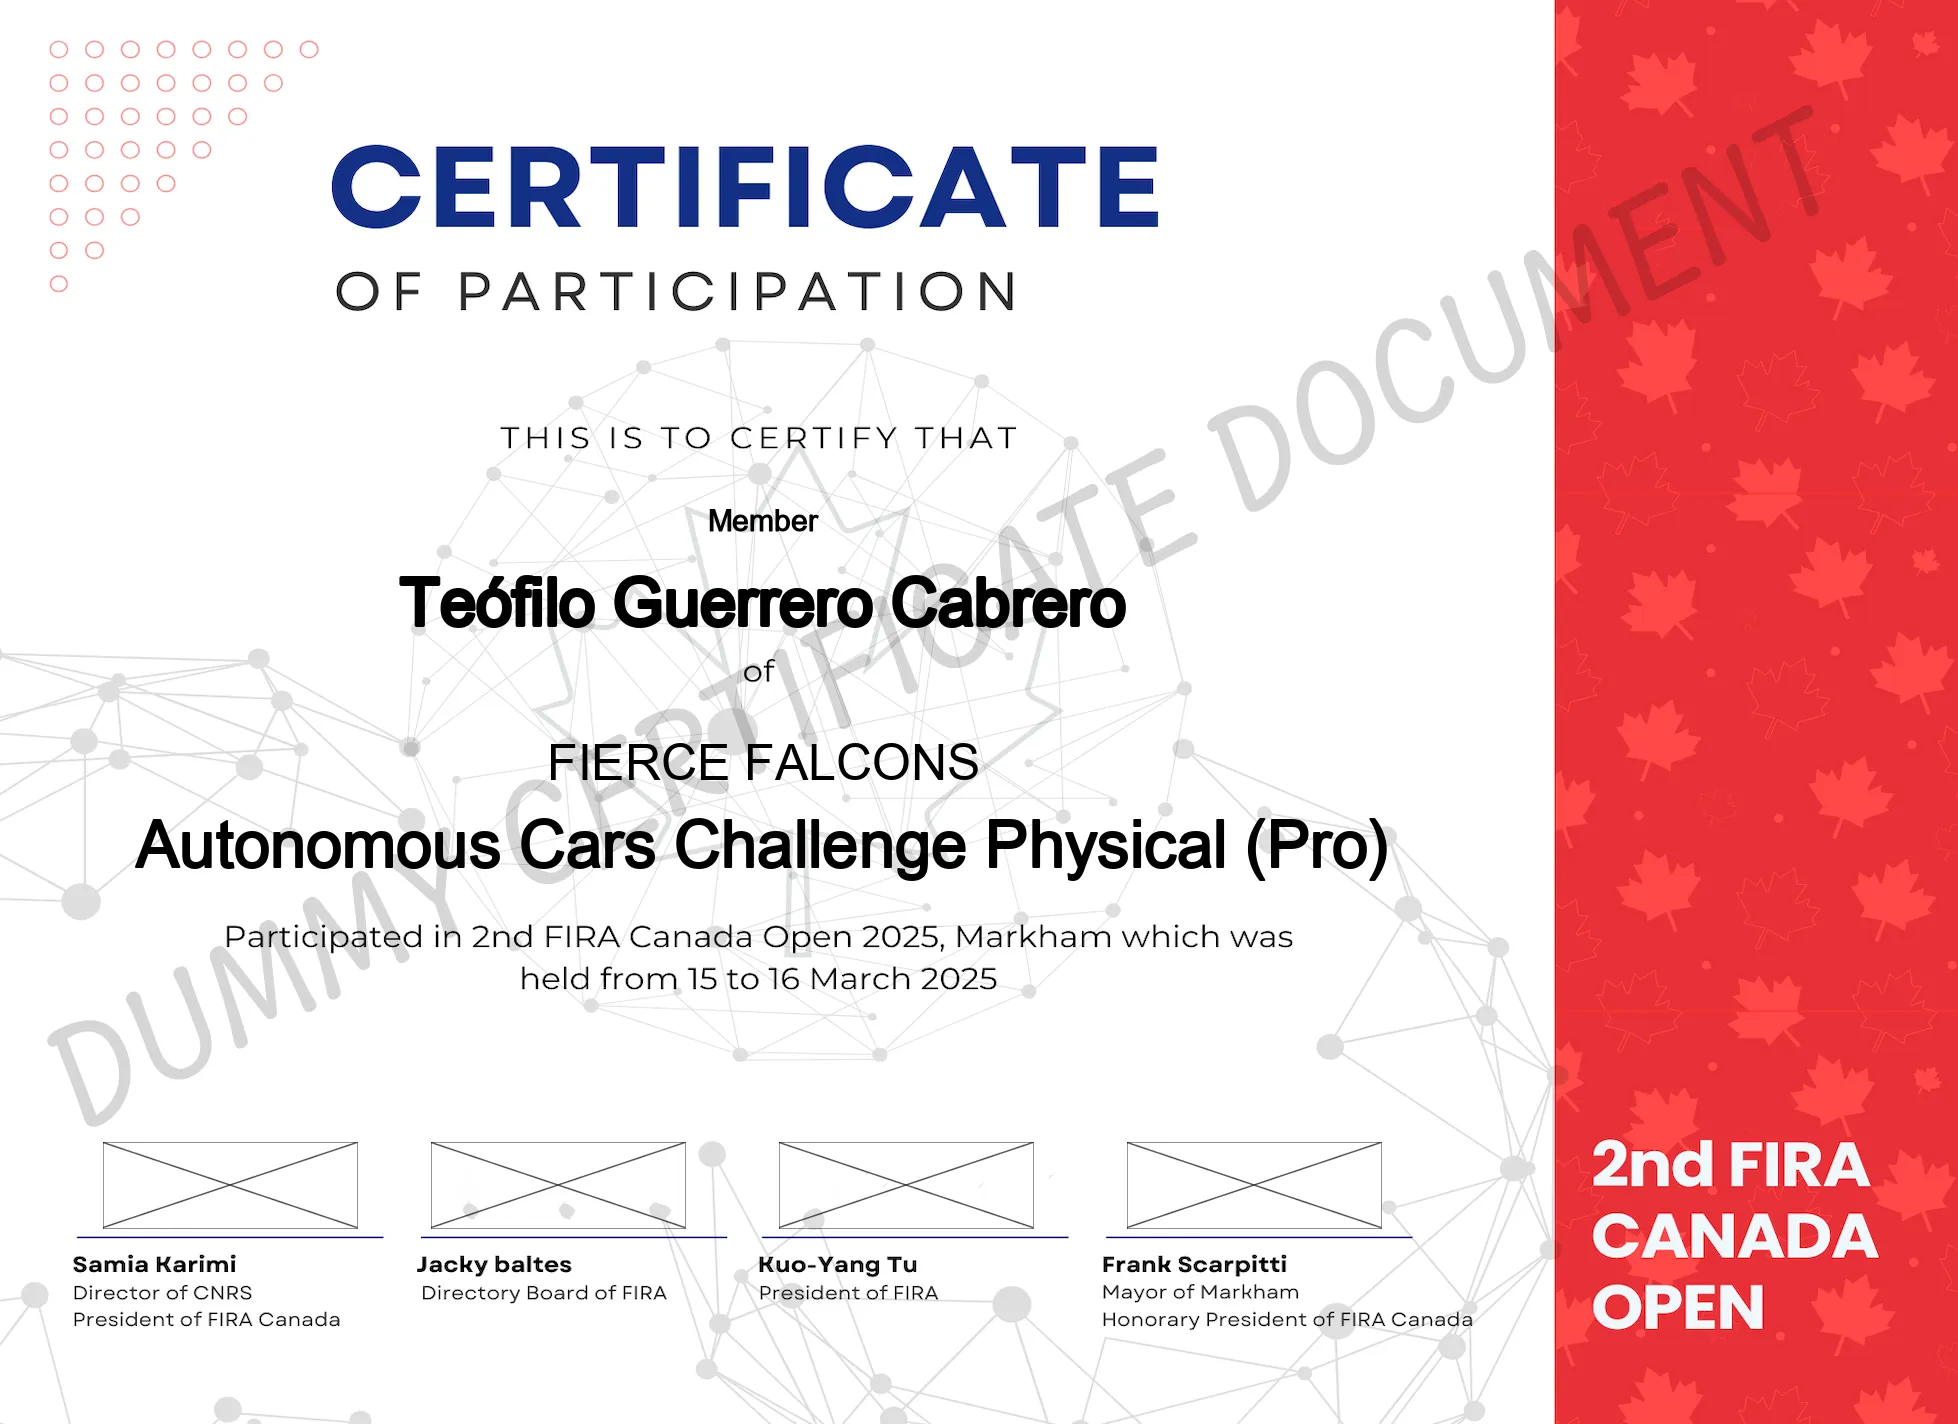 CERTIFICATE
OF PARTICIPATION
THIS IS TO CERTIFY THAT
Member
Teófilo Guerrero Cabrero
of
FIERCE FALCONS
Autonomous Cars Challenge Physical (Pro)
Participated in 2nd FIRA Canada Open 2025, Markham which was
held from 15 to 16 March 2025
DUMMY CERTIFICATE DOCUMENT
Samia Karimi
Director of CNRS
President of FIRA Canada
Jacky baltes
Directory Board of FIRA
Kuo-Yang Tu
President of FIRA
Frank Scarpitti
Mayor of Markham
Honorary President of FIRA Canada
2nd FIRA
CANADA
OPEN